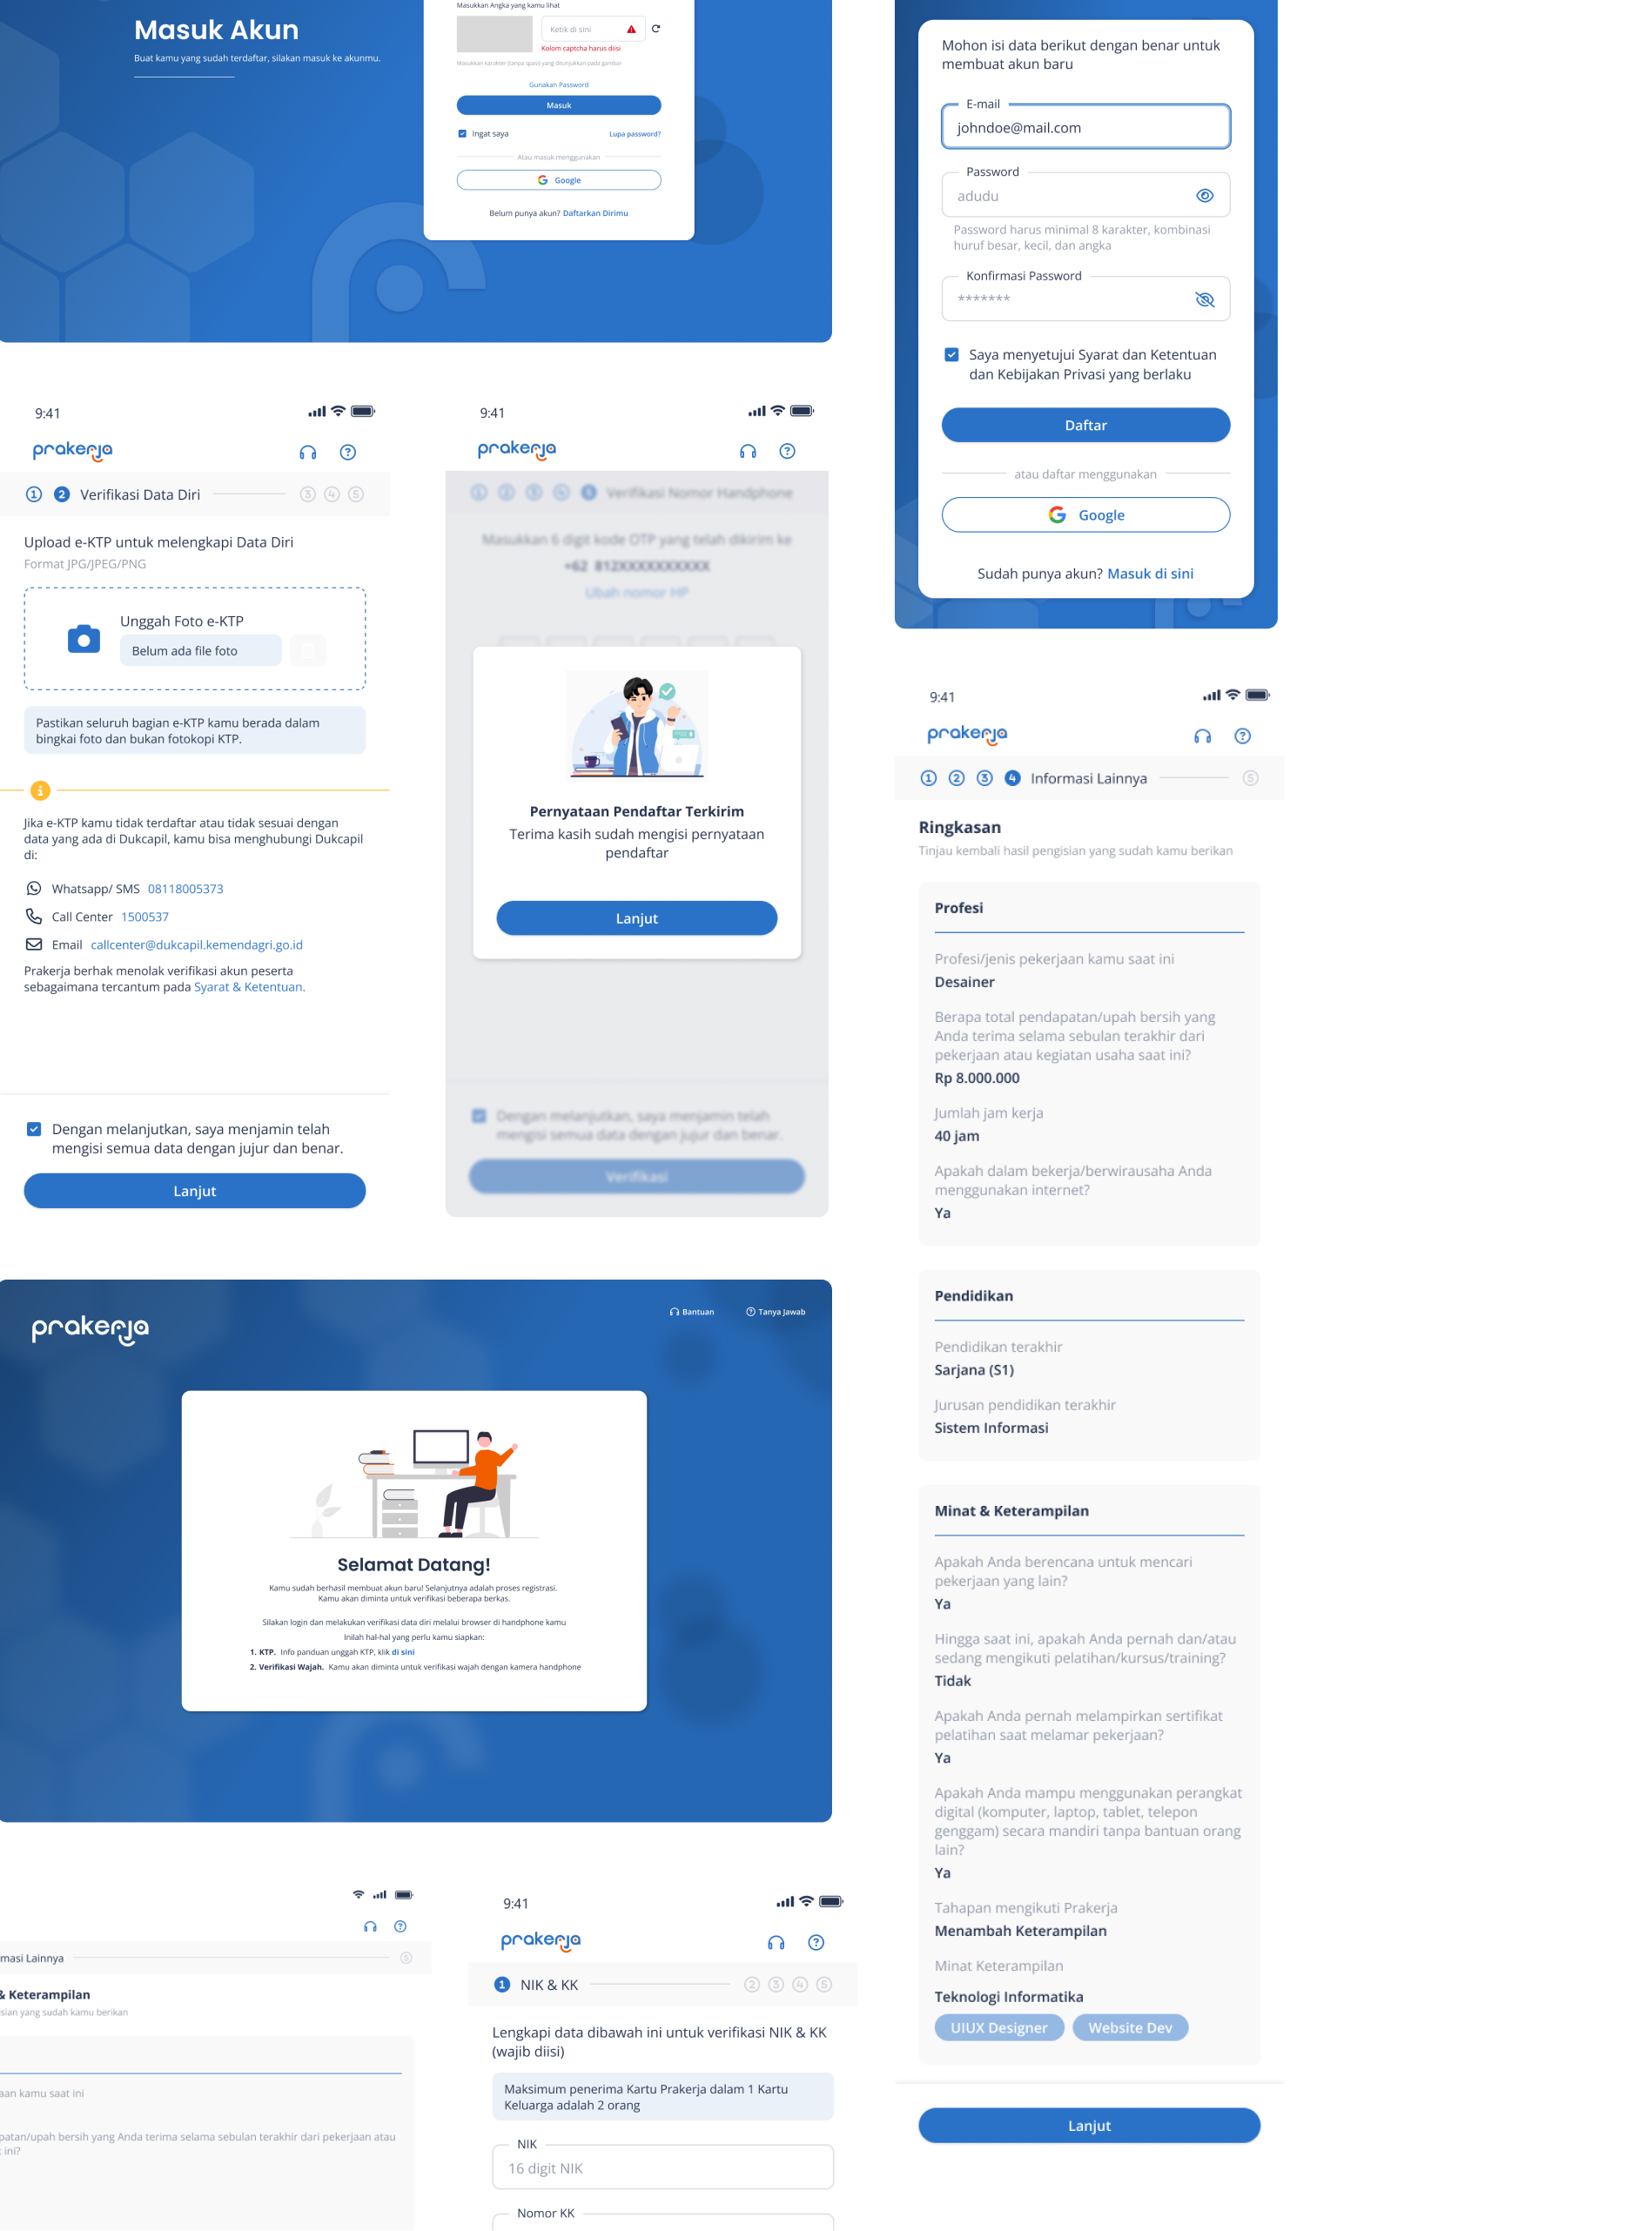 Masuk Akun
Buat kamu yang sudah terdaftar, silakan masuk ke akunmu.
Masukkan Angka yang kamu lihat
Ketik di sini
Kolom captcha harus diisi
Masukkan karakter (tanpa spasi) yang ditunjukkan pada gambar
Gunakan Password
Masuk
Ingat saya
Lupa password?
Atau masuk menggunakan
Google
Belum punya akun? Daftarkan Dirimu
Mohon isi data berikut dengan benar untuk
membuat akun baru
E-mail
johndoe@mail.com
Password
adudu
Password harus minimal 8 karakter, kombinasi
huruf besar, kecil, dan angka
Konfirmasi Password
*******
Saya menyetujui Syarat dan Ketentuan
dan Kebijakan Privasi yang berlaku
Daftar
atau daftar menggunakan
Google
Sudah punya akun? Masuk di sini
9:41
prakerja
1 2 Verifikasi Data Diri 3 4 5
Upload e-KTP untuk melengkapi Data Diri
Format JPG/JPEG/PNG
Unggah Foto e-KTP
Belum ada file foto
Pastikan seluruh bagian e-KTP kamu berada dalam
bingkai foto dan bukan fotokopi KTP.
Jika e-KTP kamu tidak terdaftar atau tidak sesuai dengan
data yang ada di Dukcapil, kamu bisa menghubungi Dukcapil
di:
Whatsapp/ SMS 08118005373
Call Center 1500537
Email callcenter@dukcapil.kemendagri.go.id
Prakerja berhak menolak verifikasi akun peserta
sebagaimana tercantum pada Syarat & Ketentuan.
Dengan melanjutkan, saya menjamin telah
mengisi semua data dengan jujur dan benar.
Lanjut
9:41
prakerja
1 2 3 4 5 Verifikasi Nomor Handphone
Masukkan 6 digit kode OTP yang telah dikirim ke
+62 812XXXXXXXXXX
Ubah nomor HP
Pernyataan Pendaftar Terkirim
Terima kasih sudah mengisi pernyataan
pendaftar
Lanjut
Dengan melanjutkan, saya menjamin telah
mengisi semua data dengan jujur dan benar.
Verifikasi
9:41
prakerja
1 2 3 4 Informasi Lainnya 5
Ringkasan
Tinjau kembali hasil pengisian yang sudah kamu berikan
Profesi
Profesi/jenis pekerjaan kamu saat ini
Desainer
Berapa total pendapatan/upah bersih yang
Anda terima selama sebulan terakhir dari
pekerjaan atau kegiatan usaha saat ini?
Rp 8.000.000
Jumlah jam kerja
40 jam
Apakah dalam bekerja/berwirausaha Anda
menggunakan internet?
Ya
Pendidikan
Pendidikan terakhir
Sarjana (S1)
Jurusan pendidikan terakhir
Sistem Informasi
Minat & Keterampilan
Apakah Anda berencana untuk mencari
pekerjaan yang lain?
Ya
Hingga saat ini, apakah Anda pernah dan/atau
sedang mengikuti pelatihan/kursus/training?
Tidak
Apakah Anda pernah melampirkan sertifikat
pelatihan saat melamar pekerjaan?
Ya
Apakah Anda mampu menggunakan perangkat
digital (komputer, laptop, tablet, telepon
genggam) secara mandiri tanpa bantuan orang
lain?
Ya
Tahapan mengikuti Prakerja
Menambah Keterampilan
Minat Keterampilan
Teknologi Informatika
UIUX Designer
Website Dev
Lanjut
prakerja
Bantuan
Tanya Jawab
Selamat Datang!
Kamu sudah berhasil membuat akun baru! Selanjutnya adalah proses registrasi.
Kamu akan diminta untuk verifikasi beberapa berkas.
Silakan login dan melakukan verifikasi data diri melalui browser di handphone kamu
Inilah hal-hal yang perlu kamu siapkan:
1. KTP. Info panduan unggah KTP, klik di sini
2. Verifikasi Wajah. Kamu akan diminta untuk verifikasi wajah dengan kamera handphone
masi Lainnya 5
& Keterampilan
sian yang sudah kamu berikan
aan kamu saat ini
patan/upah bersih yang Anda terima selama sebulan terakhir dari pekerjaan atau
ini?
9:41
prakerja
1 NIK & KK 2 3 4 5
Lengkapi data dibawah ini untuk verifikasi NIK & KK
(wajib diisi)
Maksimum penerima Kartu Prakerja dalam 1 Kartu
Keluarga adalah 2 orang
NIK
16 digit NIK
Nomor KK